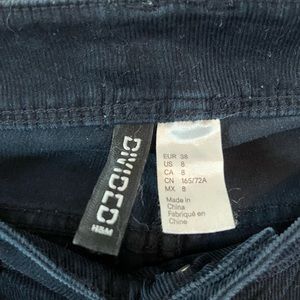 DIVIDED
H&M
EUR 38
US 8
CA 8
CN 165/72A
MX 8
Made in
China
Fabriqué en
Chine